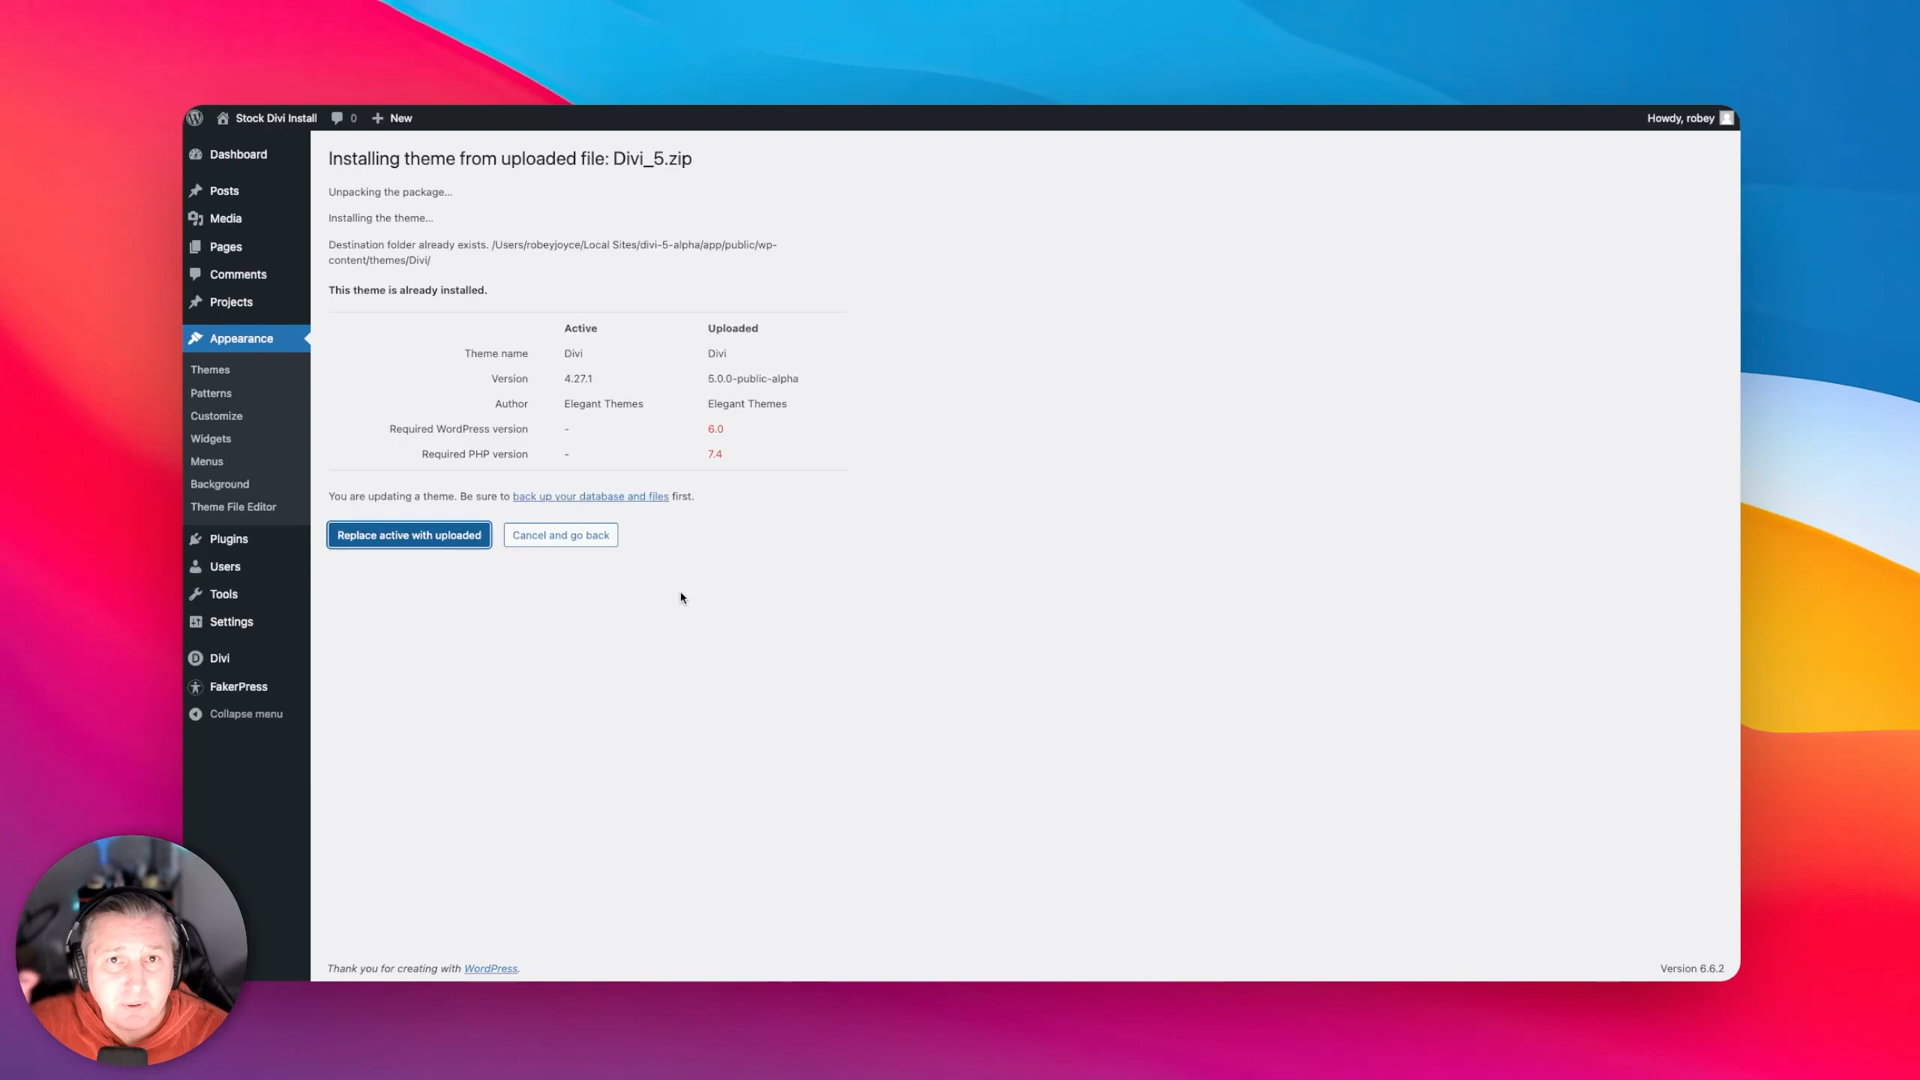 Stock Divi Install
0
New
Howdy, robey
Dashboard
Posts
Media
Pages
Comments
Projects
Appearance
Themes
Patterns
Customize
Widgets
Menus
Background
Theme File Editor
Plugins
Users
Tools
Settings
Divi
FakerPress
Collapse menu
Installing theme from uploaded file: Divi_5.zip
Unpacking the package…
Installing the theme…
Destination folder already exists. /Users/robeyjoyce/Local Sites/divi-5-alpha/app/public/wp-
content/themes/Divi/
This theme is already installed.
Active Uploaded
Theme name Divi Divi
Version 4.27.1 5.0.0-public-alpha
Author Elegant Themes Elegant Themes
Required WordPress version - 6.0
Required PHP version - 7.4
You are updating a theme. Be sure to back up your database and files first.
Replace active with uploaded Cancel and go back
Thank you for creating with WordPress.
Version 6.6.2